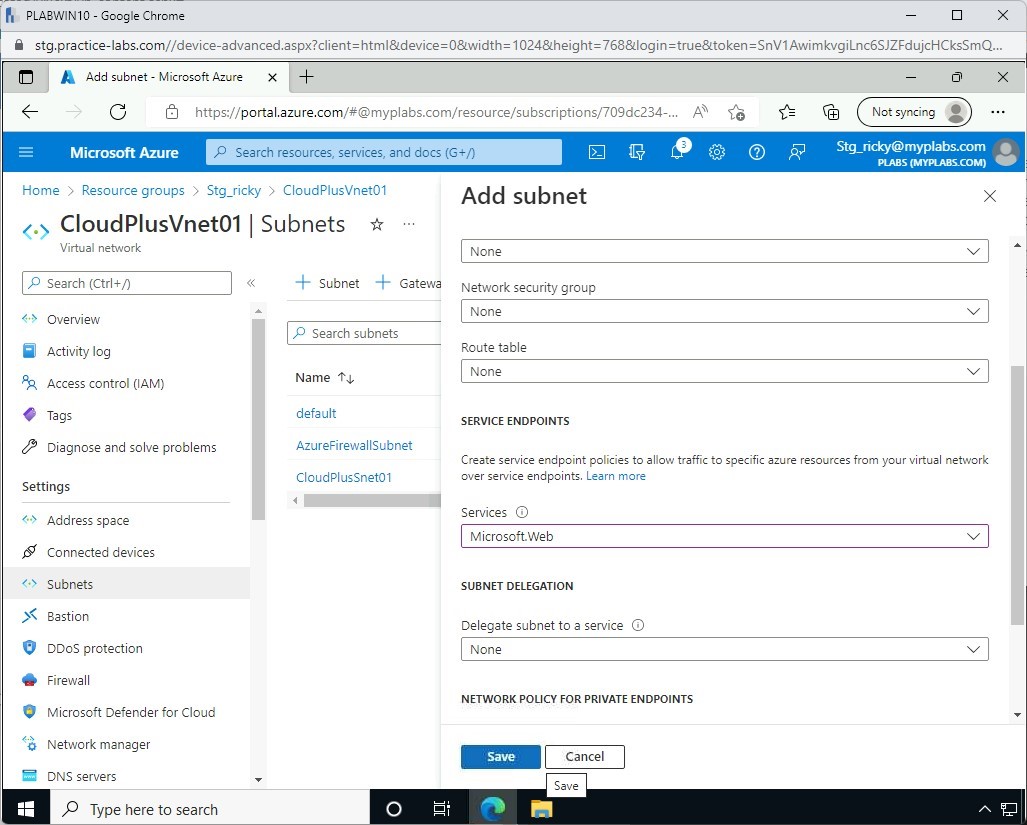 PLABWIN10 - Google Chrome
stg.practice-labs.com//device-advanced.aspx?client=html&device=0&width=1024&height=768&login=true&token=SnV1AwimkvgiLnc6SJZFdujcHCksSmQ...
Add subnet - Microsoft Azure
https://portal.azure.com/#@myplabs.com/resource/subscriptions/709dc234-...
Not syncing
Microsoft Azure
Search resources, services, and docs (G+/)
3
Stg_ricky@myplabs.com
PLABS (MYPLABS.COM)
Home > Resource groups > Stg_ricky > CloudPlusVnet01
CloudPlusVnet01 | Subnets
Virtual network
Search (Ctrl+/)
Overview
Activity log
Access control (IAM)
Tags
Diagnose and solve problems
Settings
Address space
Connected devices
Subnets
Bastion
DDoS protection
Firewall
Microsoft Defender for Cloud
Network manager
DNS servers
+ Subnet + Gatewa
Search subnets
Name
default
AzureFirewallSubnet
CloudPlusSnet01
Add subnet
None
Network security group
None
Route table
None
SERVICE ENDPOINTS
Create service endpoint policies to allow traffic to specific azure resources from your virtual network
over service endpoints. Learn more
Services
Microsoft.Web
SUBNET DELEGATION
Delegate subnet to a service
None
NETWORK POLICY FOR PRIVATE ENDPOINTS
Save Cancel
Save
Type here to search